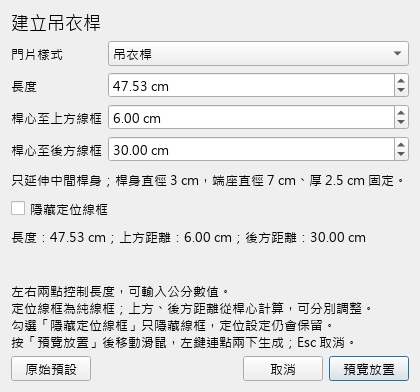 建立吊衣桿
門片樣式 吊衣桿
長度 47.53 cm
桿心至上方線框 6.00 cm
桿心至後方線框 30.00 cm
只延伸中間桿身；桿身直徑 3 cm，端座直徑 7 cm、厚 2.5 cm 固定。
隱藏定位線框
長度：47.53 cm；上方距離：6.00 cm；後方距離：30.00 cm
左右兩點控制長度，可輸入公分數值。
定位線框為純線框；上方、後方距離從桿心計算，可分別調整。
勾選「隱藏定位線框」只隱藏線框，定位設定仍會保留。
按「預覽放置」後移動滑鼠，左鍵連點兩下生成；Esc 取消。
原始預設 取消 預覽放置